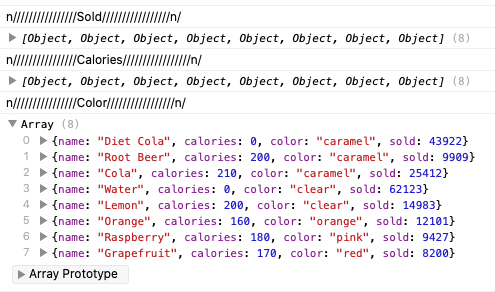 n////////////////Sold/////////////////n/
▶ [Object, Object, Object, Object, Object, Object, Object, Object] (8)
n////////////////Calories/////////////////n/
▶ [Object, Object, Object, Object, Object, Object, Object, Object] (8)
n////////////////Color/////////////////n/
▼ Array (8)
0 ▶ {name: "Diet Cola", calories: 0, color: "caramel", sold: 43922}
1 ▶ {name: "Root Beer", calories: 200, color: "caramel", sold: 9909}
2 ▶ {name: "Cola", calories: 210, color: "caramel", sold: 25412}
3 ▶ {name: "Water", calories: 0, color: "clear", sold: 62123}
4 ▶ {name: "Lemon", calories: 200, color: "clear", sold: 14983}
5 ▶ {name: "Orange", calories: 160, color: "orange", sold: 12101}
6 ▶ {name: "Raspberry", calories: 180, color: "pink", sold: 9427}
7 ▶ {name: "Grapefruit", calories: 170, color: "red", sold: 8200}
▶ Array Prototype